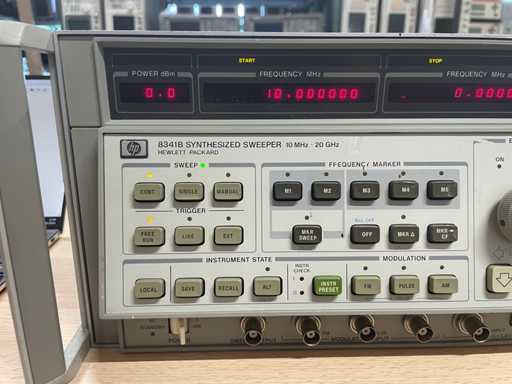 START STOP
POWER dBm FREQUENCY MHz FREQUENCY MHz
0.0 10.000000 0.000
hp 8341B SYNTHESIZED SWEEPER 10 MHz - 20 GHz
HEWLETT · PACKARD
SWEEP FREQUENCY MARKER
ON
CONT SINGLE MANUAL M1 M2 M3 M4 M5
TRIGGER
FREE RUN LINE EXT MKR SWEEP OFF MKR Δ MKR → CF
INSTRUMENT STATE INSTR CHECK MODULATION
LOCAL SAVE RECALL ALT INSTR PRESET PULSE AM
STANDBY